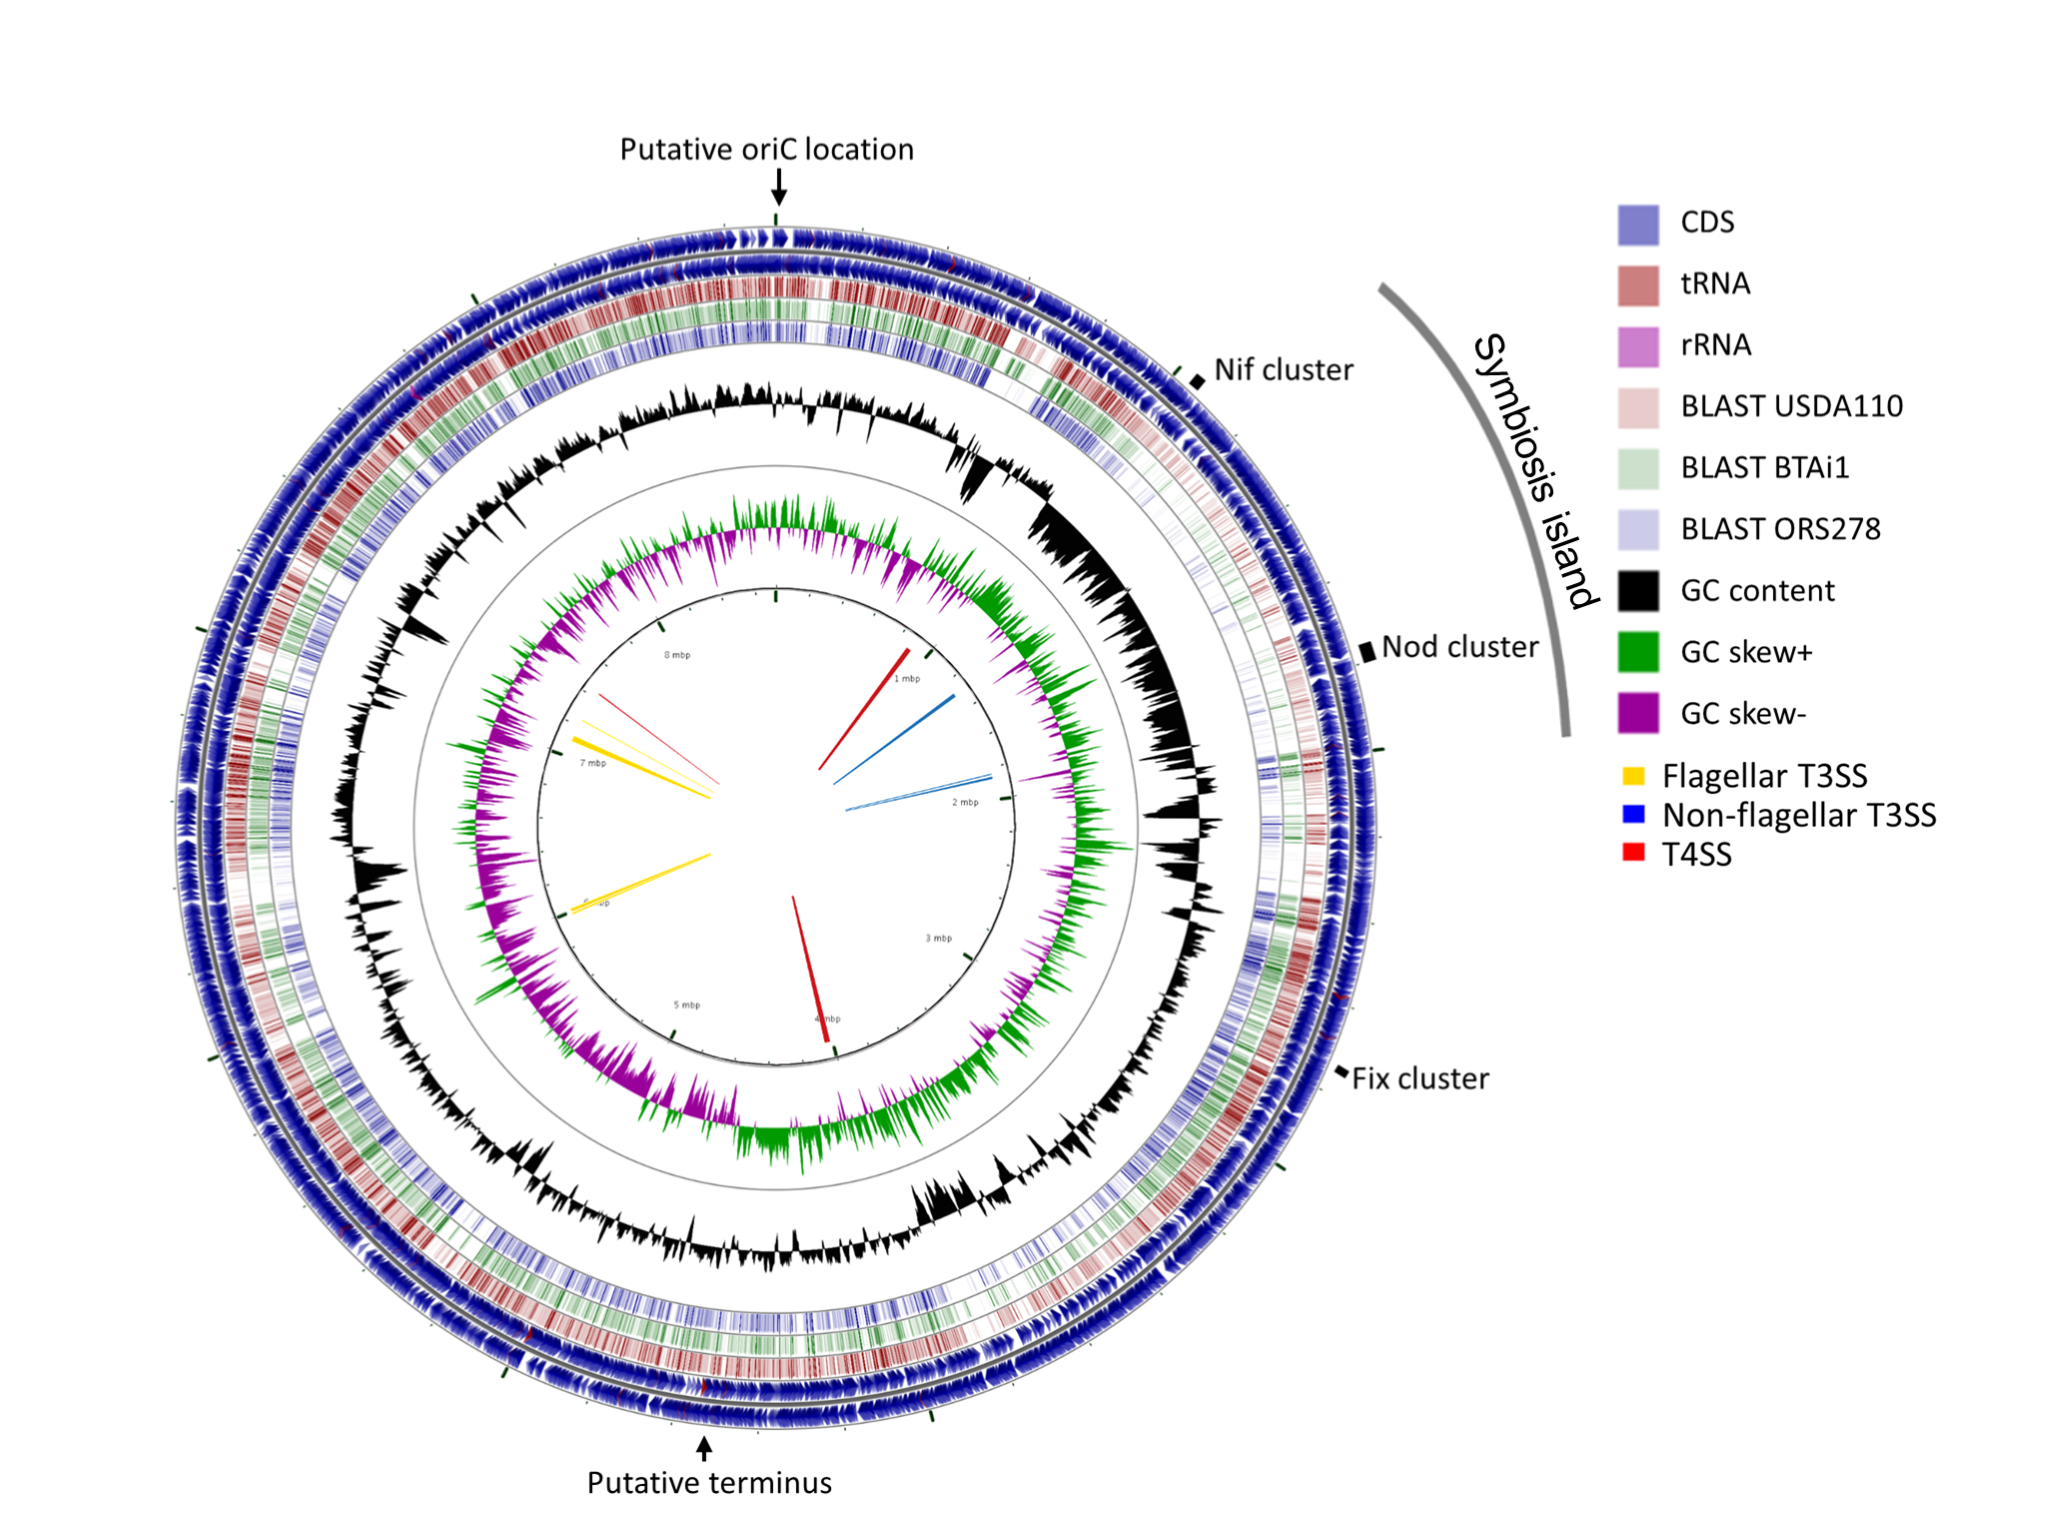 Putative oriC location
CDS
tRNA
rRNA
BLAST USDA110
BLAST BTAi1
BLAST ORS278
GC content
GC skew+
GC skew-
Flagellar T3SS
Non-flagellar T3SS
T4SS
Symbiosis island
Nif cluster
Nod cluster
Fix cluster
8 mbp
1 mbp
7 mbp
2 mbp
3 mbp
5 mbp
Putative terminus